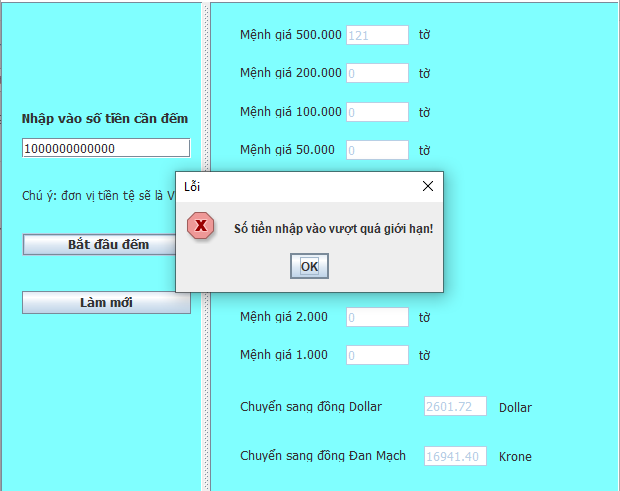 Nhập vào số tiền cần đếm
1000000000000
Chú ý: đơn vị tiền tệ sẽ là V
Bắt đầu đếm
Làm mới
Mệnh giá 500.000 121 tờ
Mệnh giá 200.000 0 tờ
Mệnh giá 100.000 0 tờ
Mệnh giá 50.000 0 tờ
Lỗi
Số tiền nhập vào vượt quá giới hạn!
OK
Mệnh giá 2.000 0 tờ
Mệnh giá 1.000 0 tờ
Chuyển sang đồng Dollar 2601.72 Dollar
Chuyển sang đồng Đan Mạch 16941.40 Krone